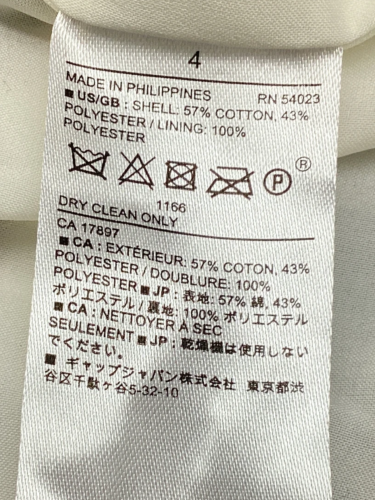 4
MADE IN PHILIPPINES RN 54023
■ US/GB : SHELL: 57% COTTON, 43%
POLYESTER / LINING: 100%
POLYESTER
P ®
1166
DRY CLEAN ONLY
CA 17897
■ CA : EXTÉRIEUR: 57% COTON, 43%
POLYESTER / DOUBLURE: 100%
POLYESTER ■ JP : 表地: 57% 綿, 43%
ポリエステル / 裏地: 100% ポリエステル
■ CA : NETTOYER À SEC
SEULEMENT ■ JP : 乾燥機は使用しない
でください。
■ ギャップジャパン株式会社 東京都渋
谷区千駄ケ谷5-32-10